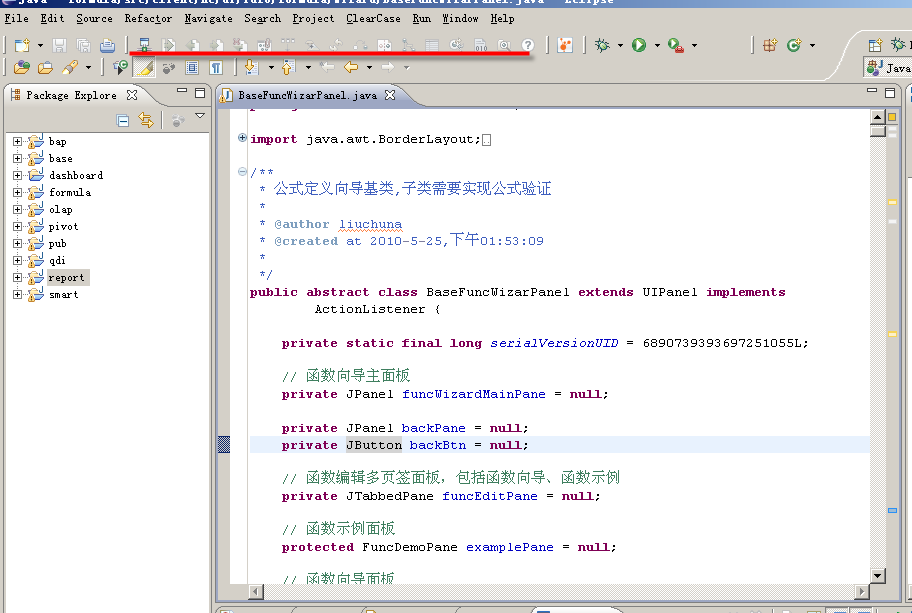 File Edit Source Refactor Navigate Search Project ClearCase Run Window Help
Java
Package Explore
BaseFuncWizarPanel.java
bap
base
dashboard
formula
olap
pivot
pub
qdi
report
smart
import java.awt.BorderLayout;
/**
* 公式定义向导基类,子类需要实现公式验证
*
* @author liuchuna
* @created at 2010-5-25,下午01:53:09
*
*/
public abstract class BaseFuncWizarPanel extends UIPanel implements
ActionListener {
private static final long serialVersionUID = 6890739393697251055L;
// 函数向导主面板
private JPanel funcWizardMainPane = null;
private JPanel backPane = null;
private JButton backBtn = null;
// 函数编辑多页签面板，包括函数向导、函数示例
private JTabbedPane funcEditPane = null;
// 函数示例面板
protected FuncDemoPane examplePane = null;
// 函数向导面板